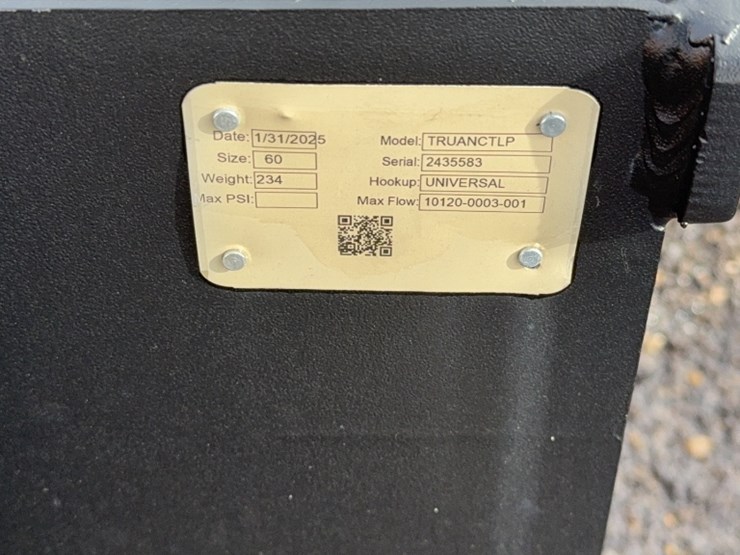 Date: 1/31/2025 Model: TRUANCTLP
Size: 60 Serial: 2435583
Weight: 234 Hookup: UNIVERSAL
Max PSI: Max Flow: 10120-0003-001